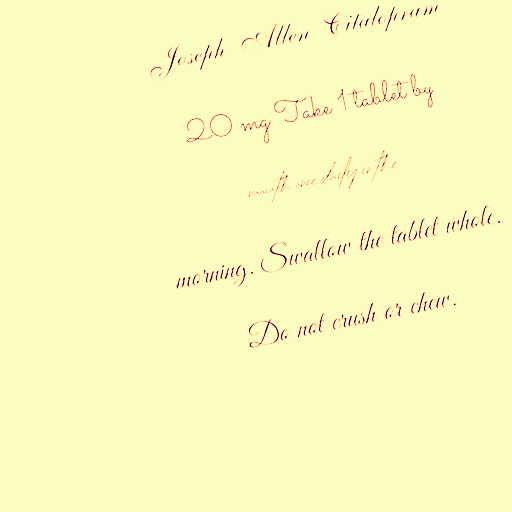 Joseph Allen Citalopram
20 mg Take 1 tablet by
mouth once daily in the
morning. Swallow the tablet whole.
Do not crush or chew.